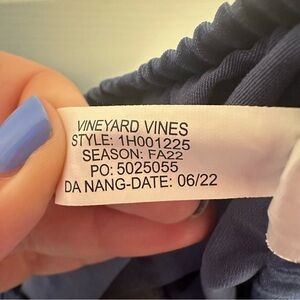 VINEYARD VINES
STYLE: 1H001225
SEASON: FA22
PO: 5025055
DA NANG-DATE: 06/22